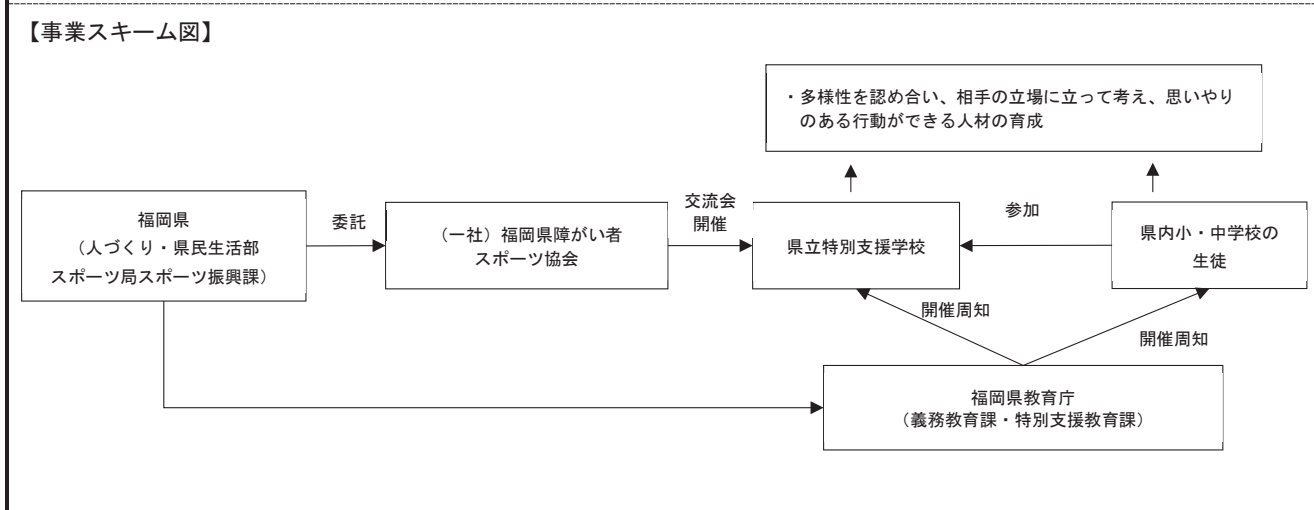 【事業スキーム図】
・多様性を認め合い、相手の立場に立って考え、思いやり
のある行動ができる人材の育成
福岡県
（人づくり・県民生活部
スポーツ局スポーツ振興課）
委託
（一社）福岡県障がい者
スポーツ協会
交流会
開催
県立特別支援学校
参加
県内小・中学校の
生徒
開催周知
開催周知
福岡県教育庁
（義務教育課・特別支援教育課）